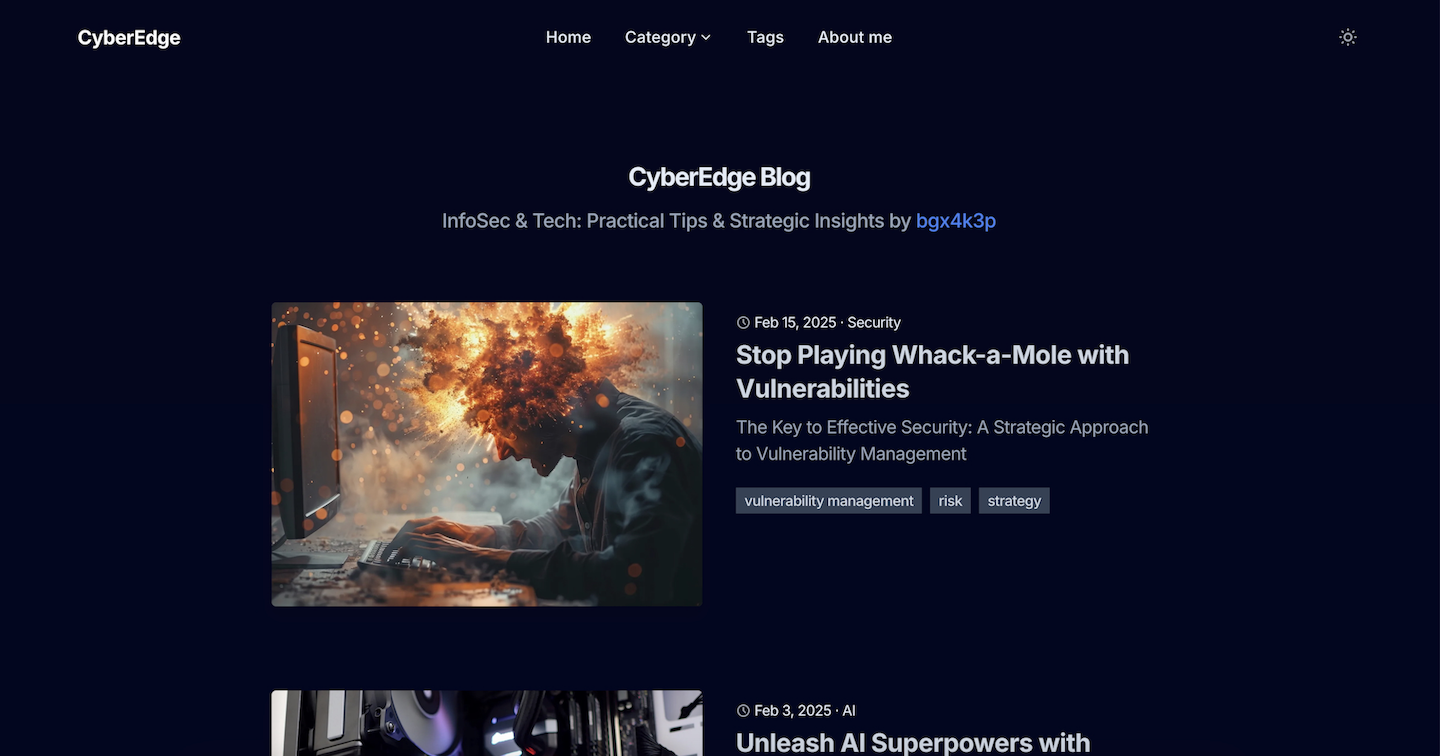 CyberEdge
Home
Category
Tags
About me
CyberEdge Blog
InfoSec & Tech: Practical Tips & Strategic Insights by bgx4k3p
Feb 15, 2025 · Security
Stop Playing Whack-a-Mole with
Vulnerabilities
The Key to Effective Security: A Strategic Approach
to Vulnerability Management
vulnerability management
risk
strategy
Feb 3, 2025 · AI
Unleash AI Superpowers with